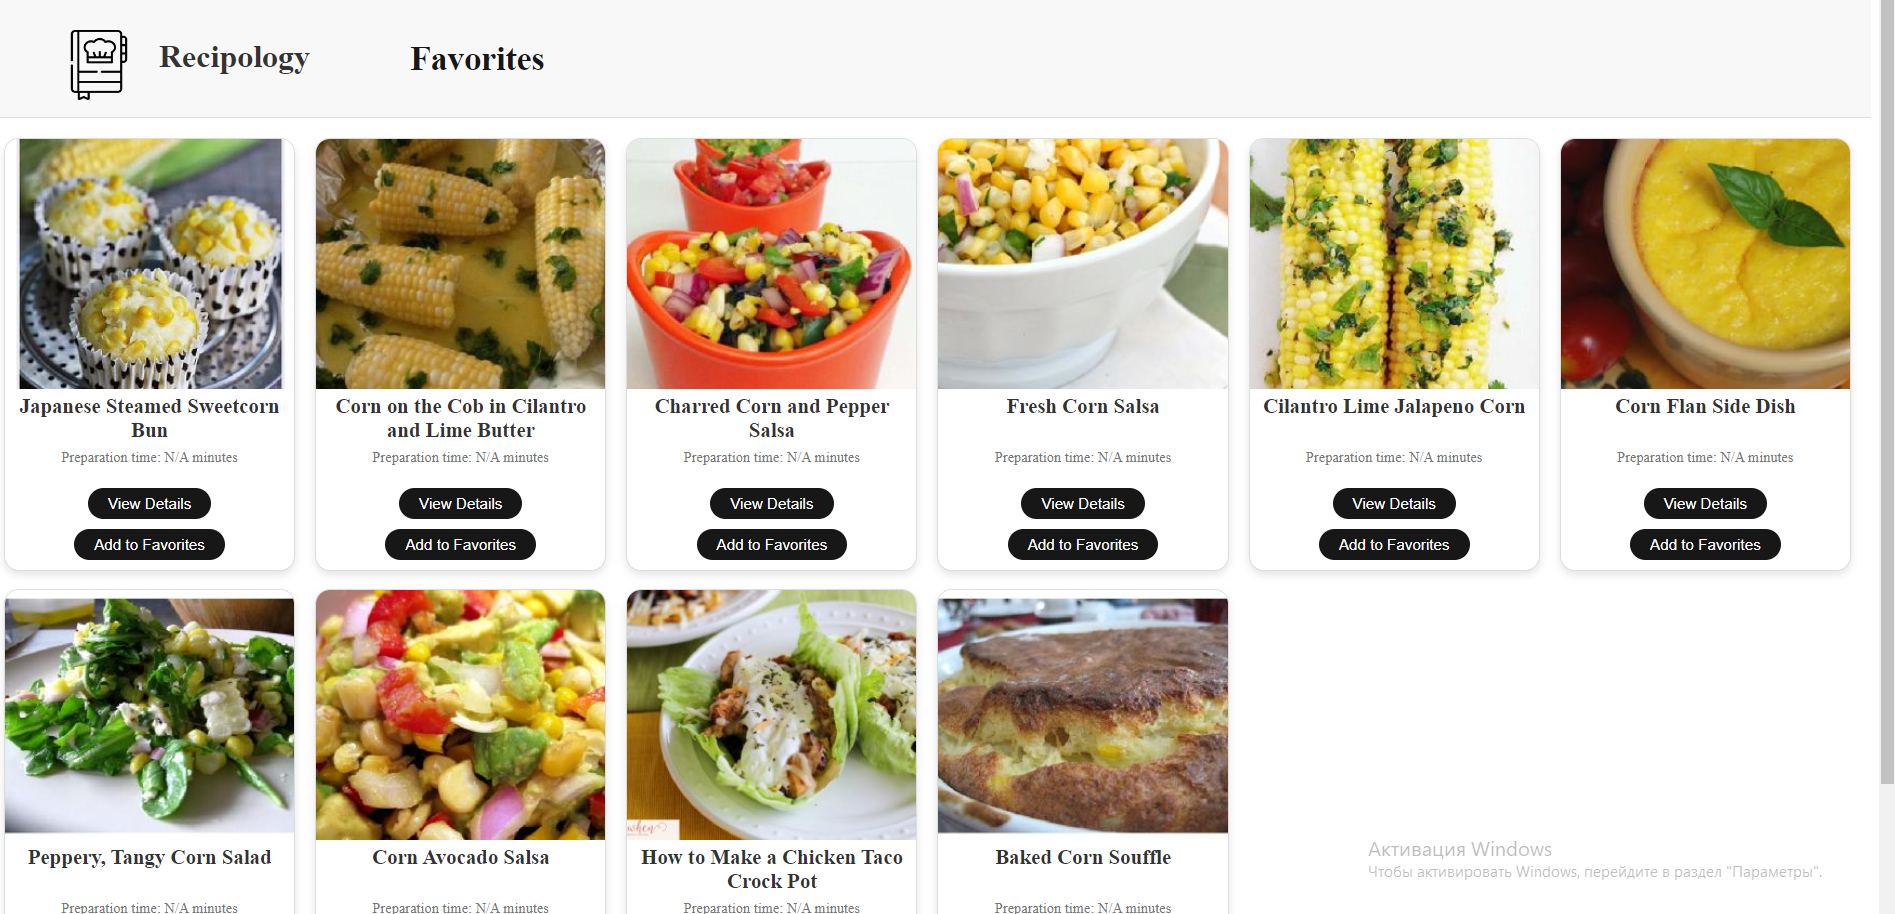 Recipology
Favorites
Japanese Steamed Sweetcorn
Bun
Preparation time: N/A minutes
View Details
Add to Favorites
Corn on the Cob in Cilantro
and Lime Butter
Preparation time: N/A minutes
View Details
Add to Favorites
Charred Corn and Pepper
Salsa
Preparation time: N/A minutes
View Details
Add to Favorites
Fresh Corn Salsa
Preparation time: N/A minutes
View Details
Add to Favorites
Cilantro Lime Jalapeno Corn
Preparation time: N/A minutes
View Details
Add to Favorites
Corn Flan Side Dish
Preparation time: N/A minutes
View Details
Add to Favorites
Peppery, Tangy Corn Salad
Preparation time: N/A minutes
Corn Avocado Salsa
Preparation time: N/A minutes
when
How to Make a Chicken Taco
Crock Pot
Preparation time: N/A minutes
Baked Corn Souffle
Preparation time: N/A minutes
Активация Windows
Чтобы активировать Windows, перейдите в раздел "Параметры".